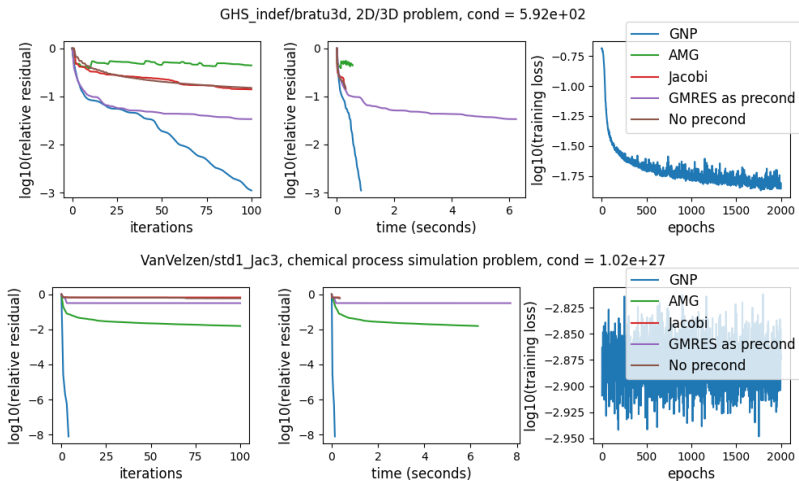 GHS_indef/bratu3d, 2D/3D problem, cond = 5.92e+02
log10(relative residual)
0
−1
−2
−3
0 25 50 75 100
iterations
log10(relative residual)
0
−1
−2
−3
0 2 4 6
time (seconds)
log10(training loss)
−0.75
−1.00
−1.25
−1.50
−1.75
0 500 1000 1500 2000
epochs
GNP
AMG
Jacobi
GMRES as precond
No precond
VanVelzen/std1_Jac3, chemical process simulation problem, cond = 1.02e+27
log10(relative residual)
0
−2
−4
−6
−8
0 25 50 75 100
iterations
log10(relative residual)
0
−2
−4
−6
−8
0 2 4 6 8
time (seconds)
log10(training loss)
−2.825
−2.850
−2.875
−2.900
−2.925
−2.950
0 500 1000 1500 2000
epochs
GNP
AMG
Jacobi
GMRES as precond
No precond